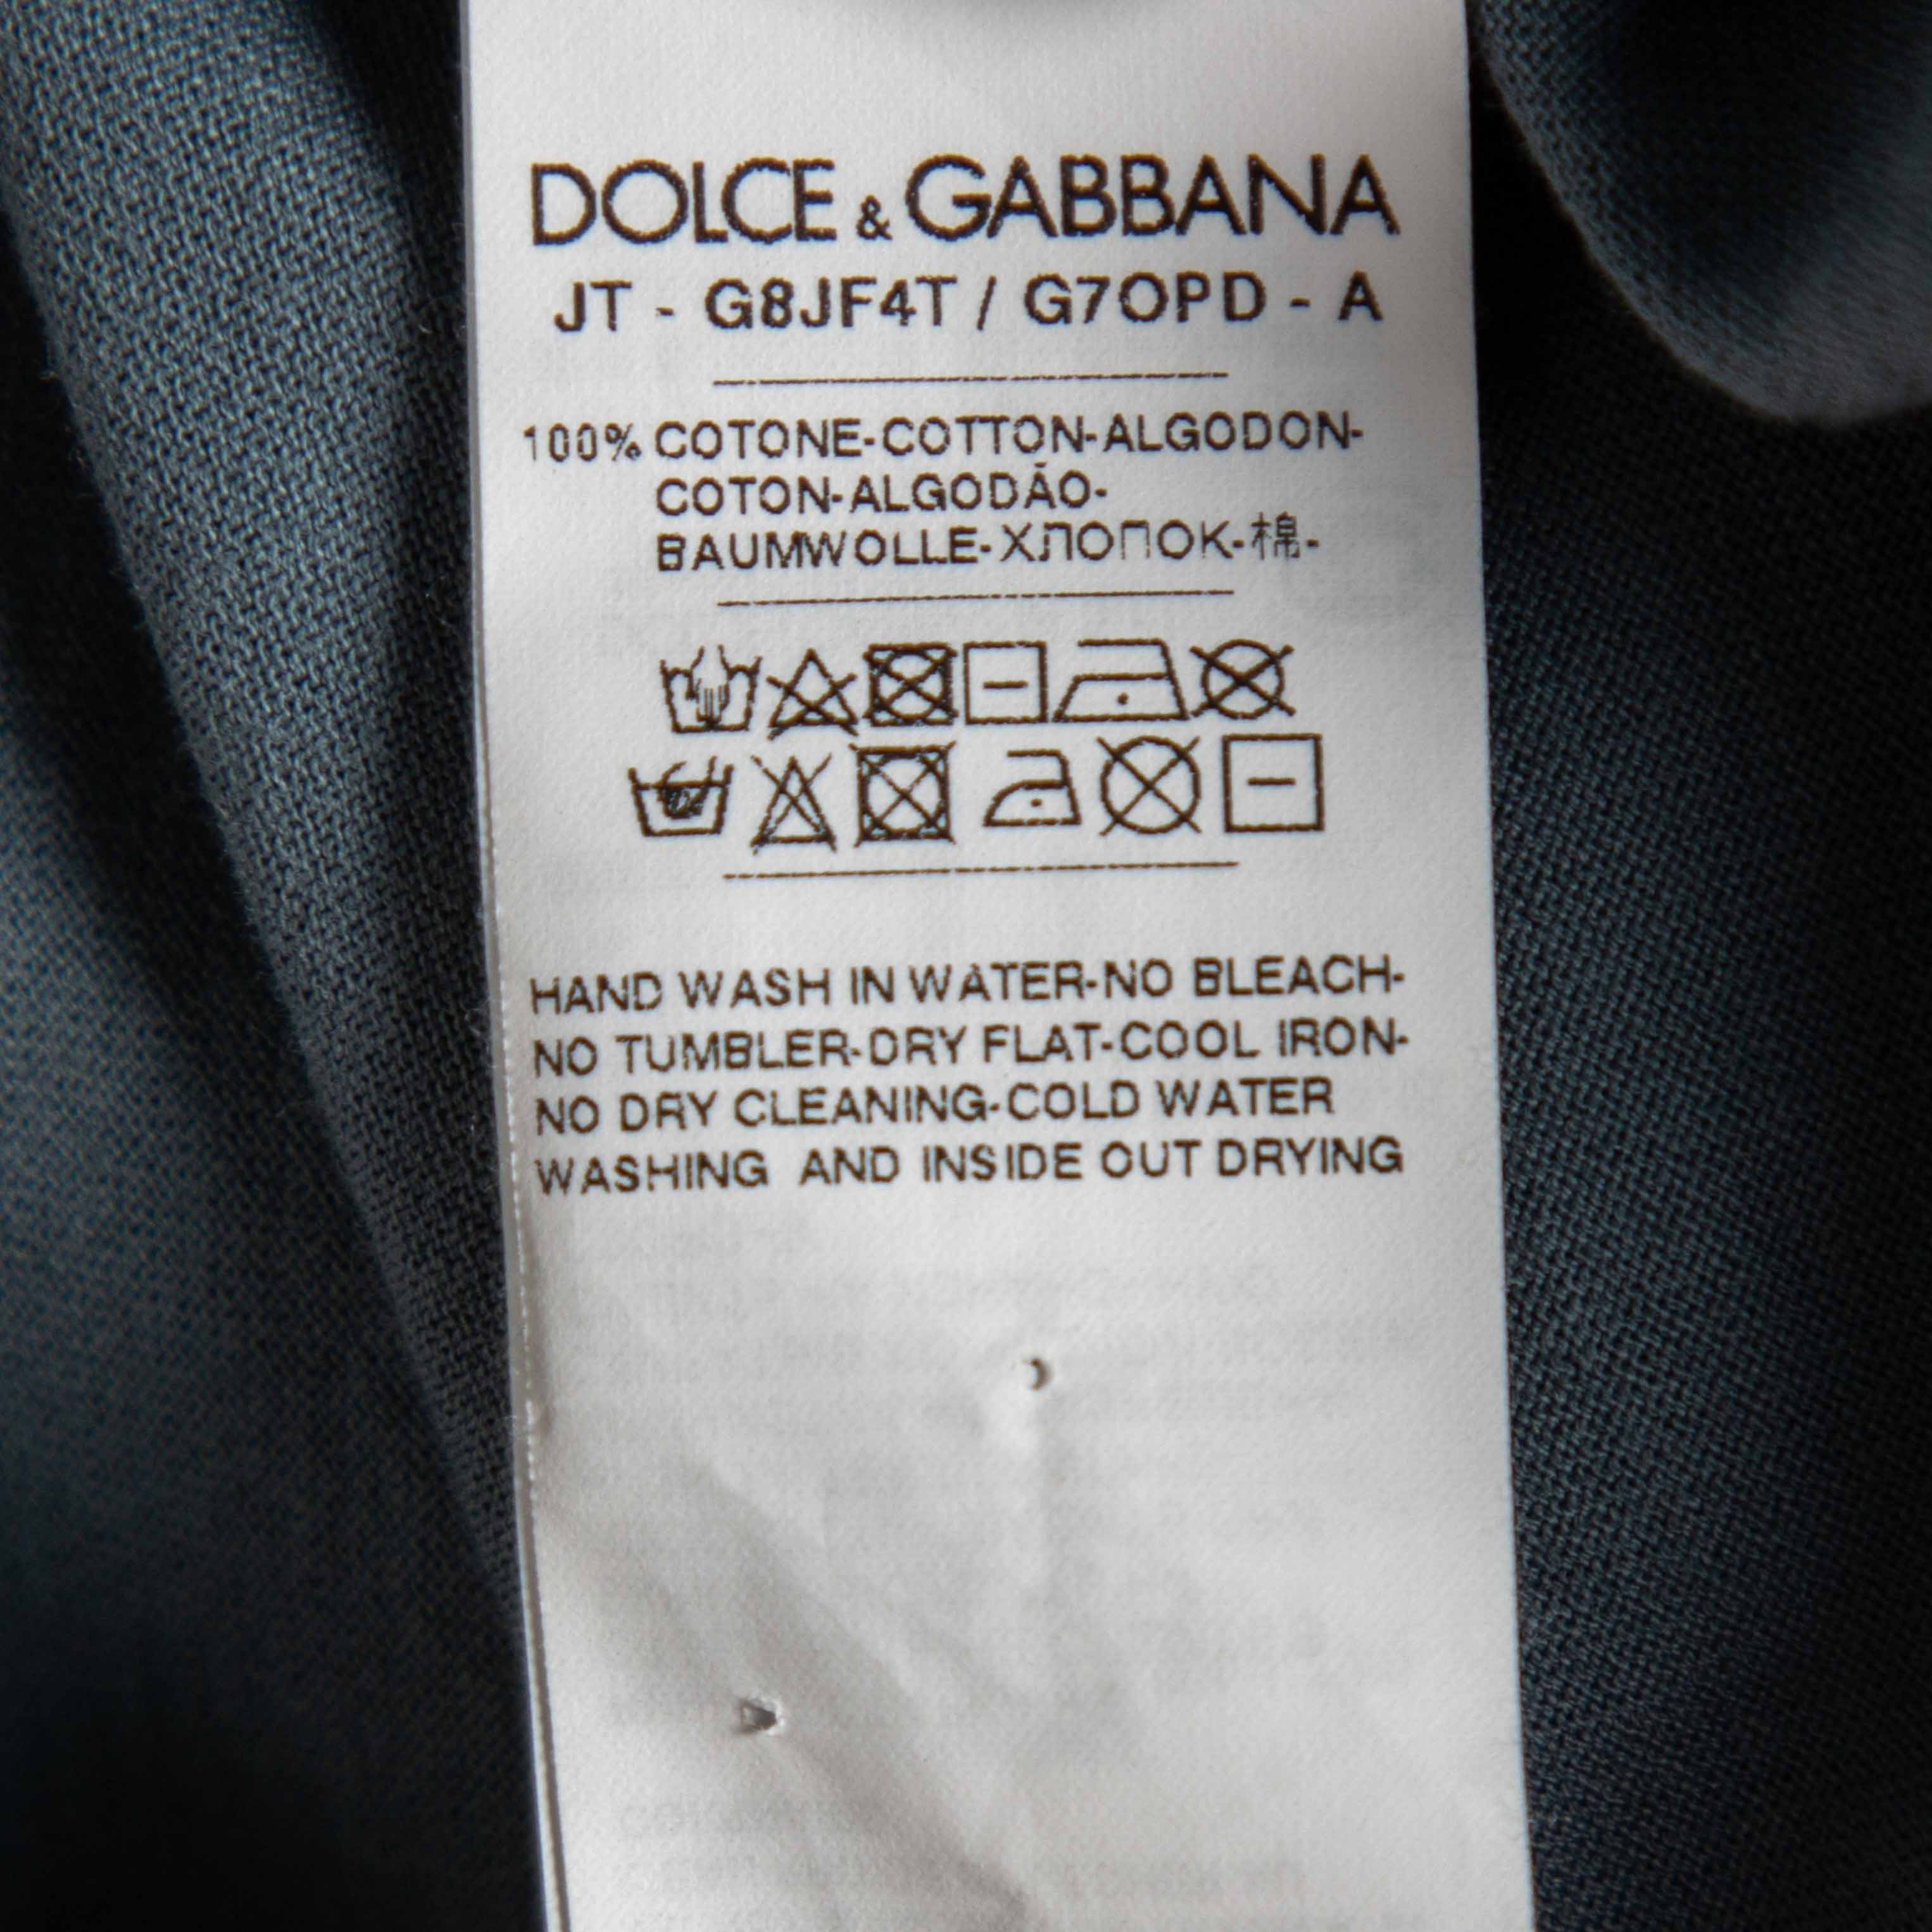 DOLCE & GABBANA
JT - G8JF4T / G7OPD - A
100% COTONE-COTTON-ALGODON-
COTON-ALGODÃO-
BAUMWOLLE-ХЛОПОК-棉-
HAND WASH IN WATER-NO BLEACH-
NO TUMBLER-DRY FLAT-COOL IRON-
NO DRY CLEANING-COLD WATER
WASHING AND INSIDE OUT DRYING